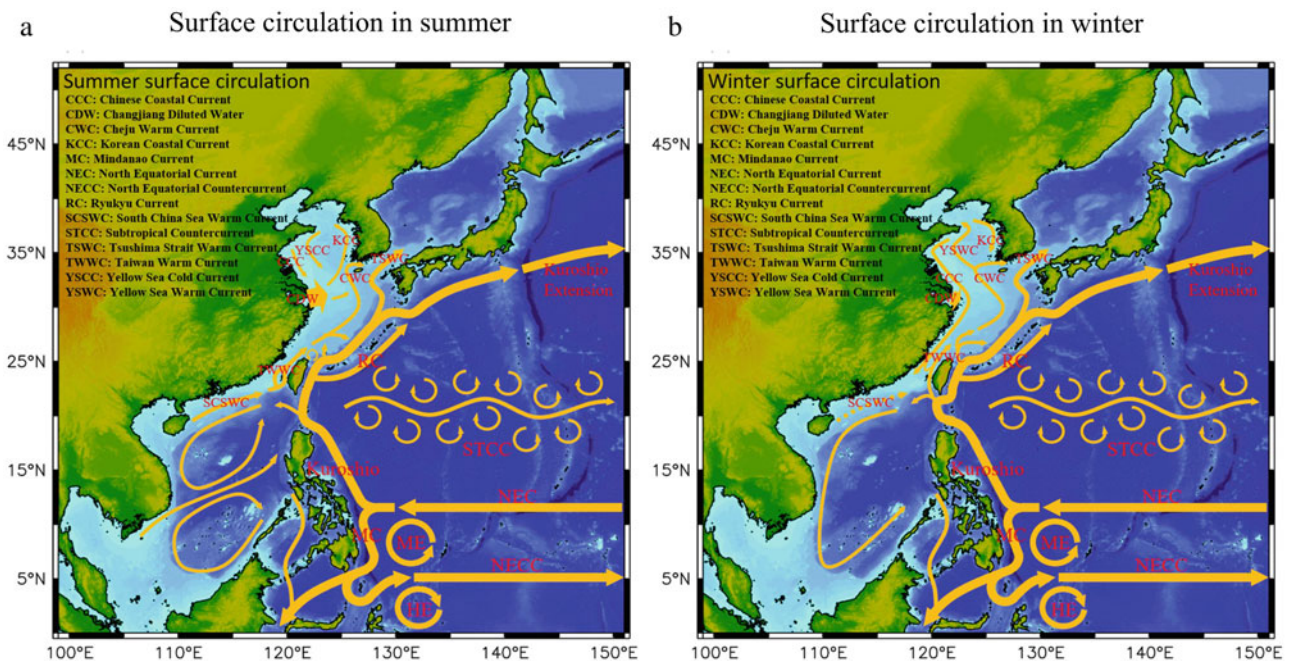 a
Surface circulation in summer
Summer surface circulation
CCC: Chinese Coastal Current
CDW: Changjiang Diluted Water
CWC: Cheju Warm Current
KCC: Korean Coastal Current
MC: Mindanao Current
NEC: North Equatorial Current
NECC: North Equatorial Countercurrent
RC: Ryukyu Current
SCSWC: South China Sea Warm Current
STCC: Subtropical Countercurrent
TSWC: Tsushima Strait Warm Current
TWWC: Taiwan Warm Current
YSCC: Yellow Sea Cold Current
YSWC: Yellow Sea Warm Current
45°N
35°N
25°N
15°N
5°N
KCC
YSCC
TSWC
CWC
Kuroshio
Extension
RC
TWWC
SCSWC
STCC
Kuroshio
NEC
MC
ME
NECC
HE
100°E
110°E
120°E
130°E
140°E
150°E
b
Surface circulation in winter
Winter surface circulation
CCC: Chinese Coastal Current
CDW: Changjiang Diluted Water
CWC: Cheju Warm Current
KCC: Korean Coastal Current
MC: Mindanao Current
NEC: North Equatorial Current
NECC: North Equatorial Countercurrent
RC: Ryukyu Current
SCSWC: South China Sea Warm Current
STCC: Subtropical Countercurrent
TSWC: Tsushima Strait Warm Current
TWWC: Taiwan Warm Current
YSCC: Yellow Sea Cold Current
YSWC: Yellow Sea Warm Current
45°N
35°N
25°N
15°N
5°N
KCC
YSWC
TSWC
CCC
CWC
CDW
Kuroshio
Extension
TWWC
RC
SCSWC
STCC
Kuroshio
NEC
MC
ME
NECC
HE
100°E
110°E
120°E
130°E
140°E
150°E